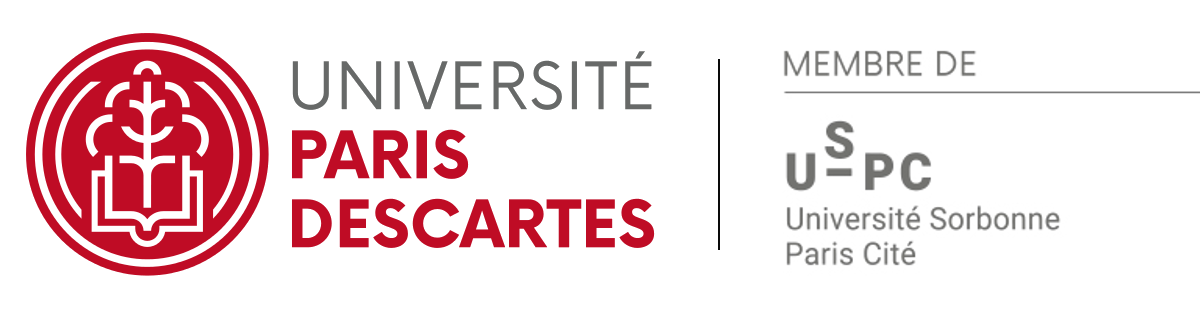 UNIVERSITÉ
PARIS
DESCARTES
MEMBRE DE
USPC
Université Sorbonne
Paris Cité